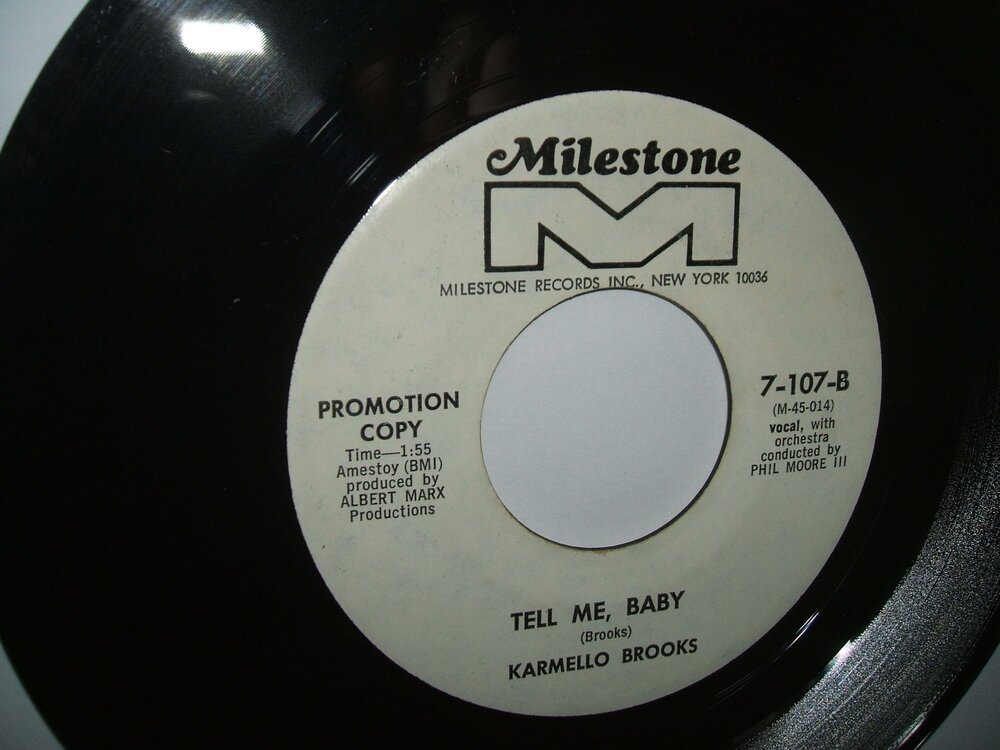 Milestone
M
MILESTONE RECORDS INC., NEW YORK 10036
PROMOTION
COPY
Time—1:55
Amestoy (BMI)
produced by
ALBERT MARX
Productions
7-107-B
(M-45-014)
vocal, with
orchestra
conducted by
PHIL MOORE III
TELL ME, BABY
(Brooks)
KARMELLO BROOKS